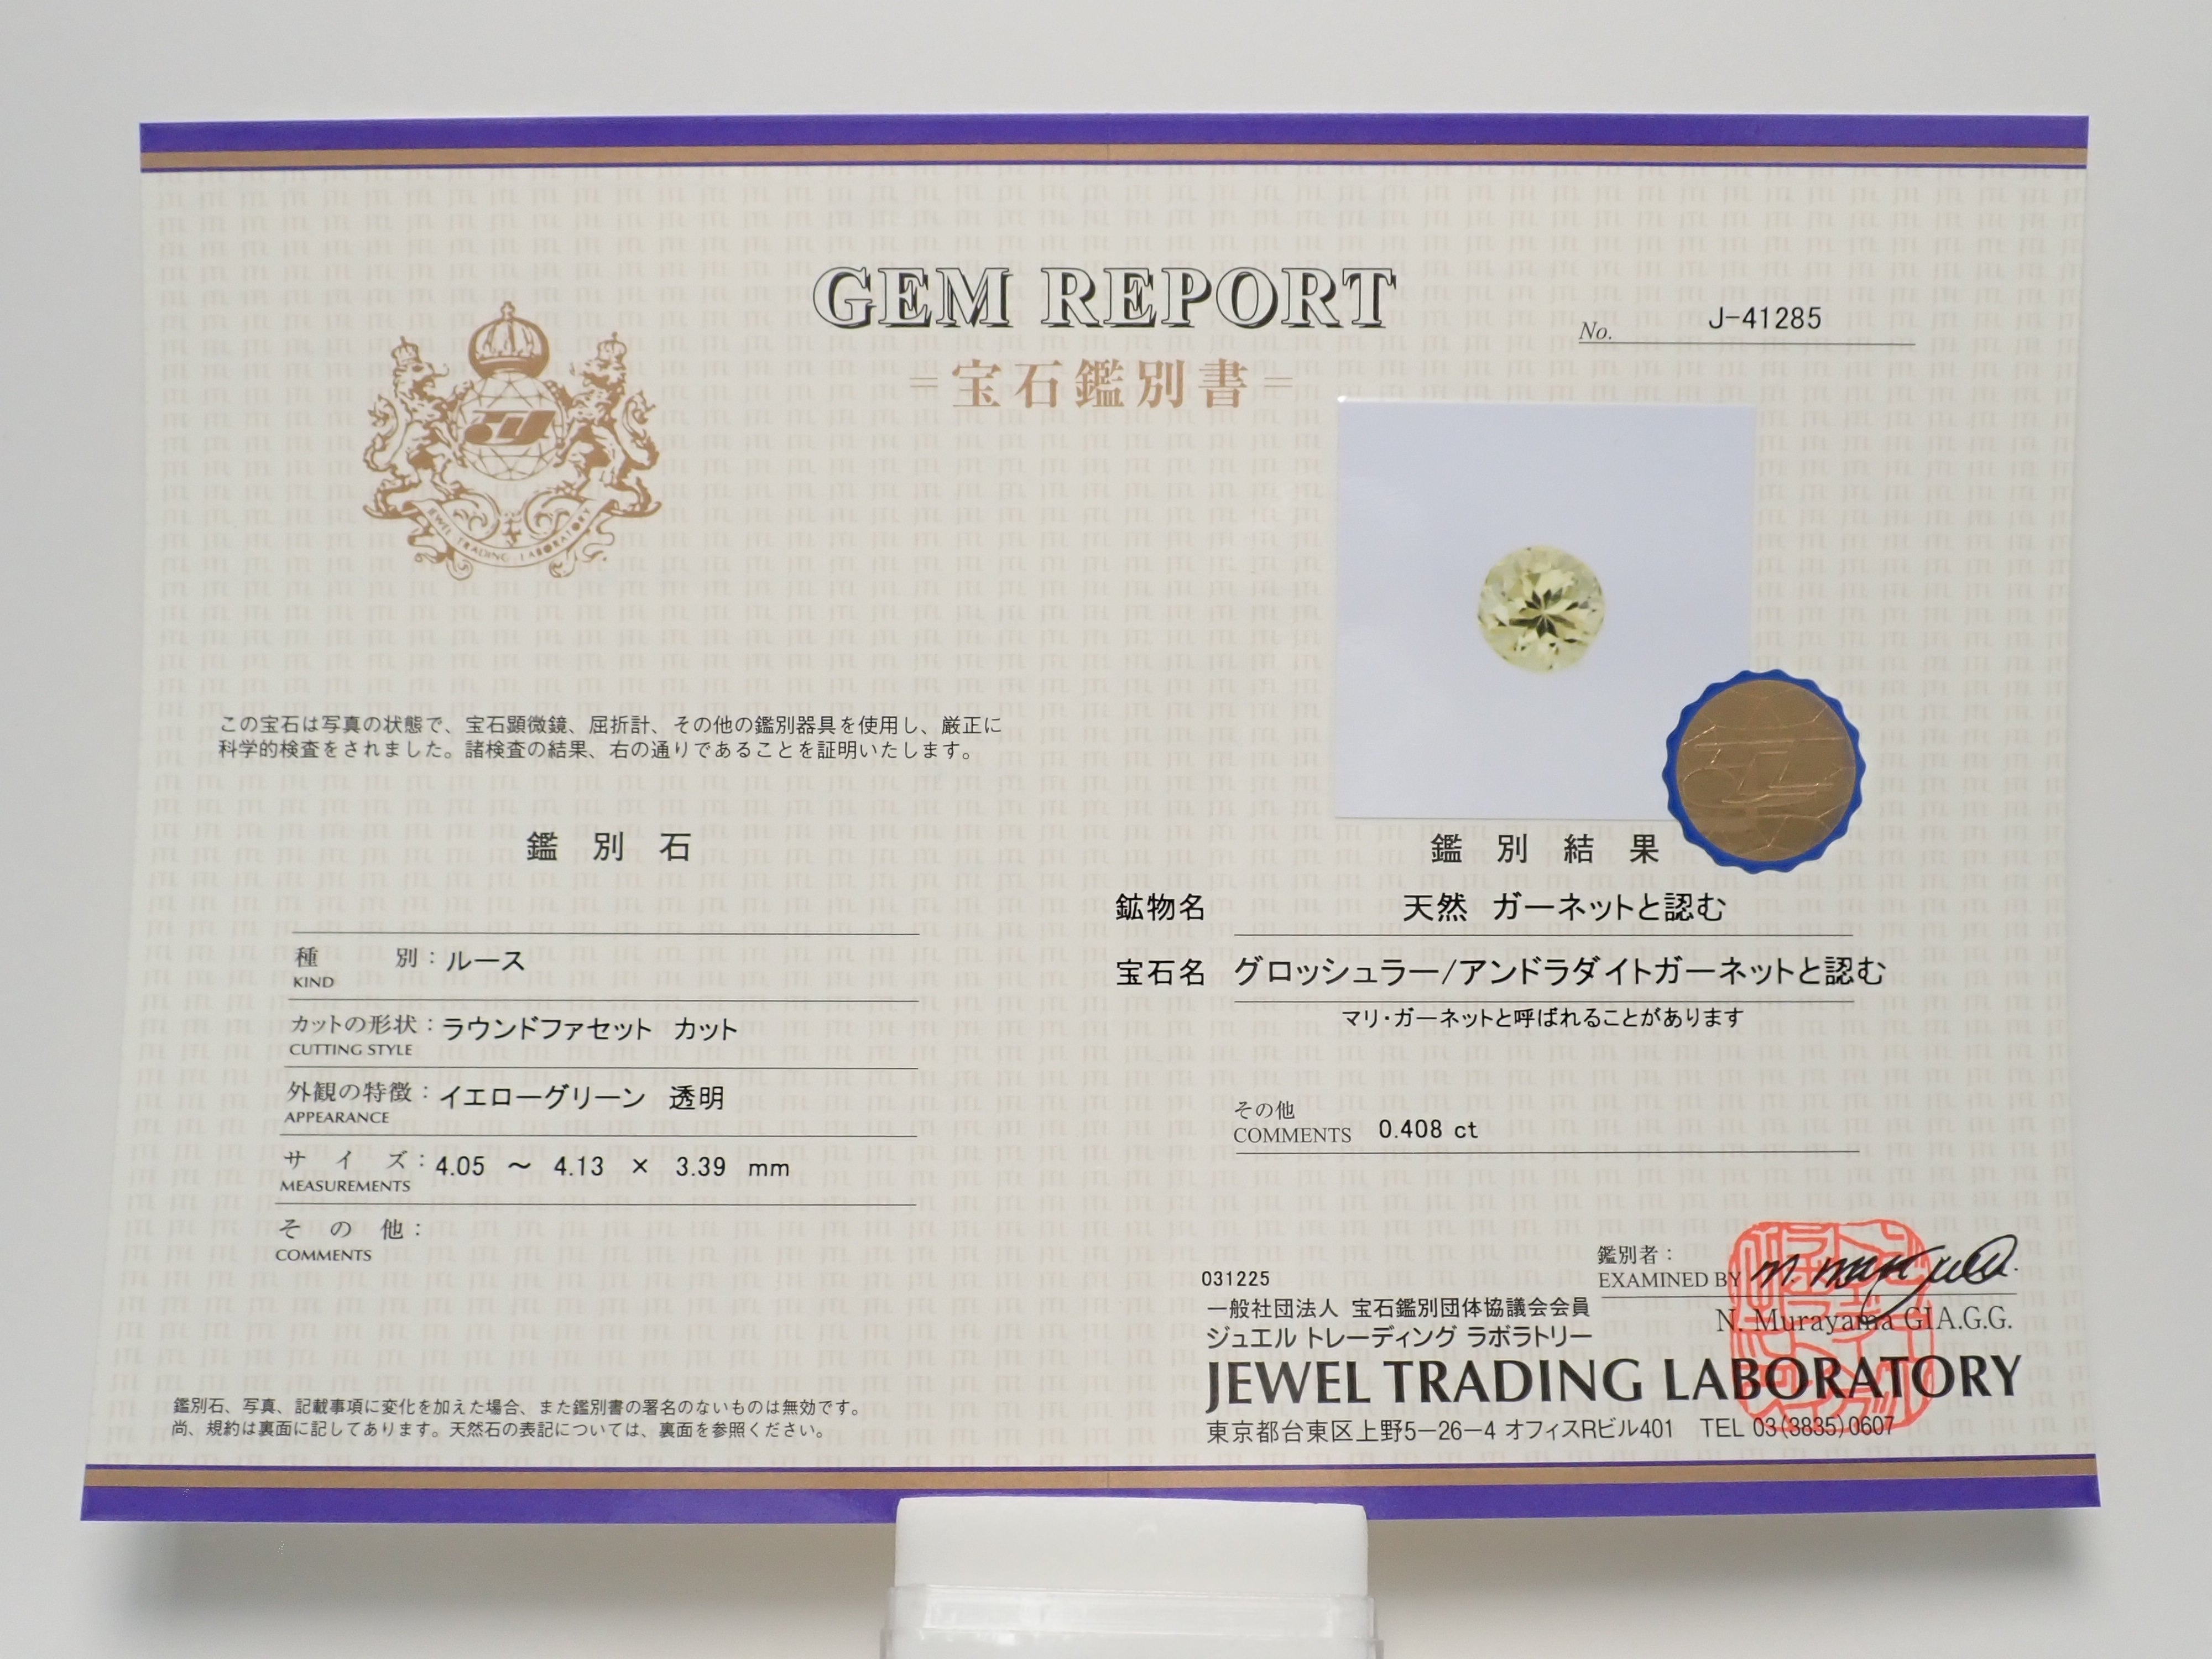 GEM REPORT
=宝石鑑別書=
No. J-41285
JEWEL TRADING LABORATORY
この宝石は写真の状態で、宝石顕微鏡、屈折計、その他の鑑別器具を使用し、厳正に
科学的検査をされました。諸検査の結果、右の通りであることを証明いたします。
鑑別石
種別:ルース
KIND
カットの形状:ラウンドファセット カット
CUTTING STYLE
外観の特徴:イエローグリーン 透明
APPEARANCE
サイズ:4.05 ～ 4.13 × 3.39 mm
MEASUREMENTS
その他:
COMMENTS
鑑別石、写真、記載事項に変化を加えた場合、また鑑別書の署名のないものは無効です。
尚、規約は裏面に記してあります。天然石の表記については、裏面を参照ください。
鑑別結果
鉱物名 天然 ガーネットと認む
宝石名 グロッシュラー/アンドラダイトガーネットと認む
マリ・ガーネットと呼ばれることがあります
その他
COMMENTS 0.408 ct
031225
鑑別者:
EXAMINED BY
N. Murayama GIA.G.G.
一般社団法人 宝石鑑別団体協議会会員
ジュエル トレーディング ラボラトリー
JEWEL TRADING LABORATORY
東京都台東区上野5-26-4 オフィスRビル401 TEL 03(3835)0607